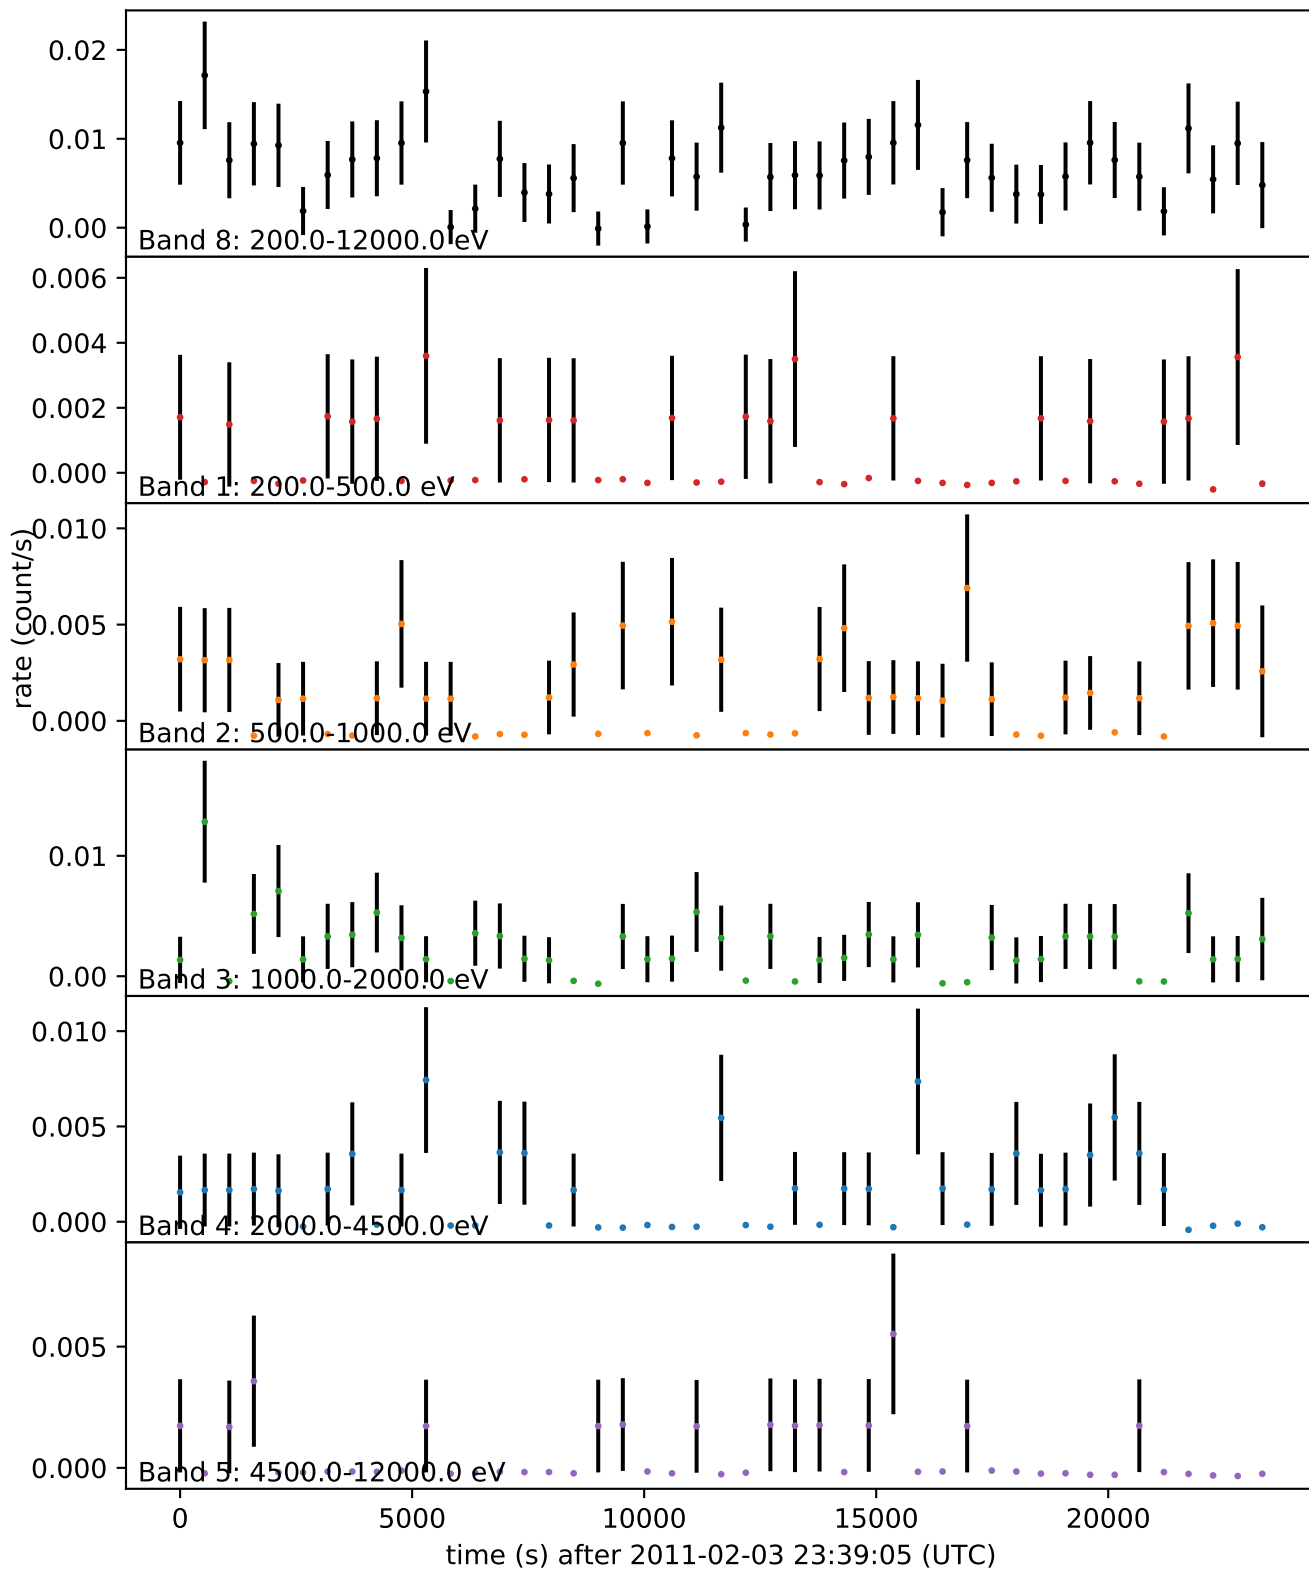 0.02
0.01
0.00
Band 8: 200.0-12000.0 eV
0.006
0.004
0.002
0.000
Band 1: 200.0-500.0 eV
rate (count/s)
0.010
0.005
0.000
Band 2: 500.0-1000.0 eV
0.01
0.00
Band 3: 1000.0-2000.0 eV
0.010
0.005
0.000
Band 4: 2000.0-4500.0 eV
0.005
0.000
Band 5: 4500.0-12000.0 eV
0 5000 10000 15000 20000
time (s) after 2011-02-03 23:39:05 (UTC)